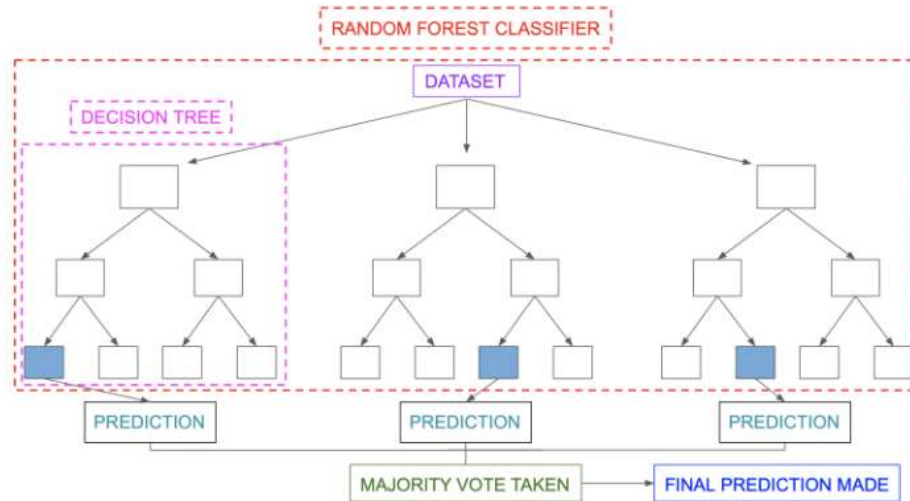 RANDOM FOREST CLASSIFIER
DATASET
DECISION TREE
PREDICTION
PREDICTION
PREDICTION
MAJORITY VOTE TAKEN
FINAL PREDICTION MADE